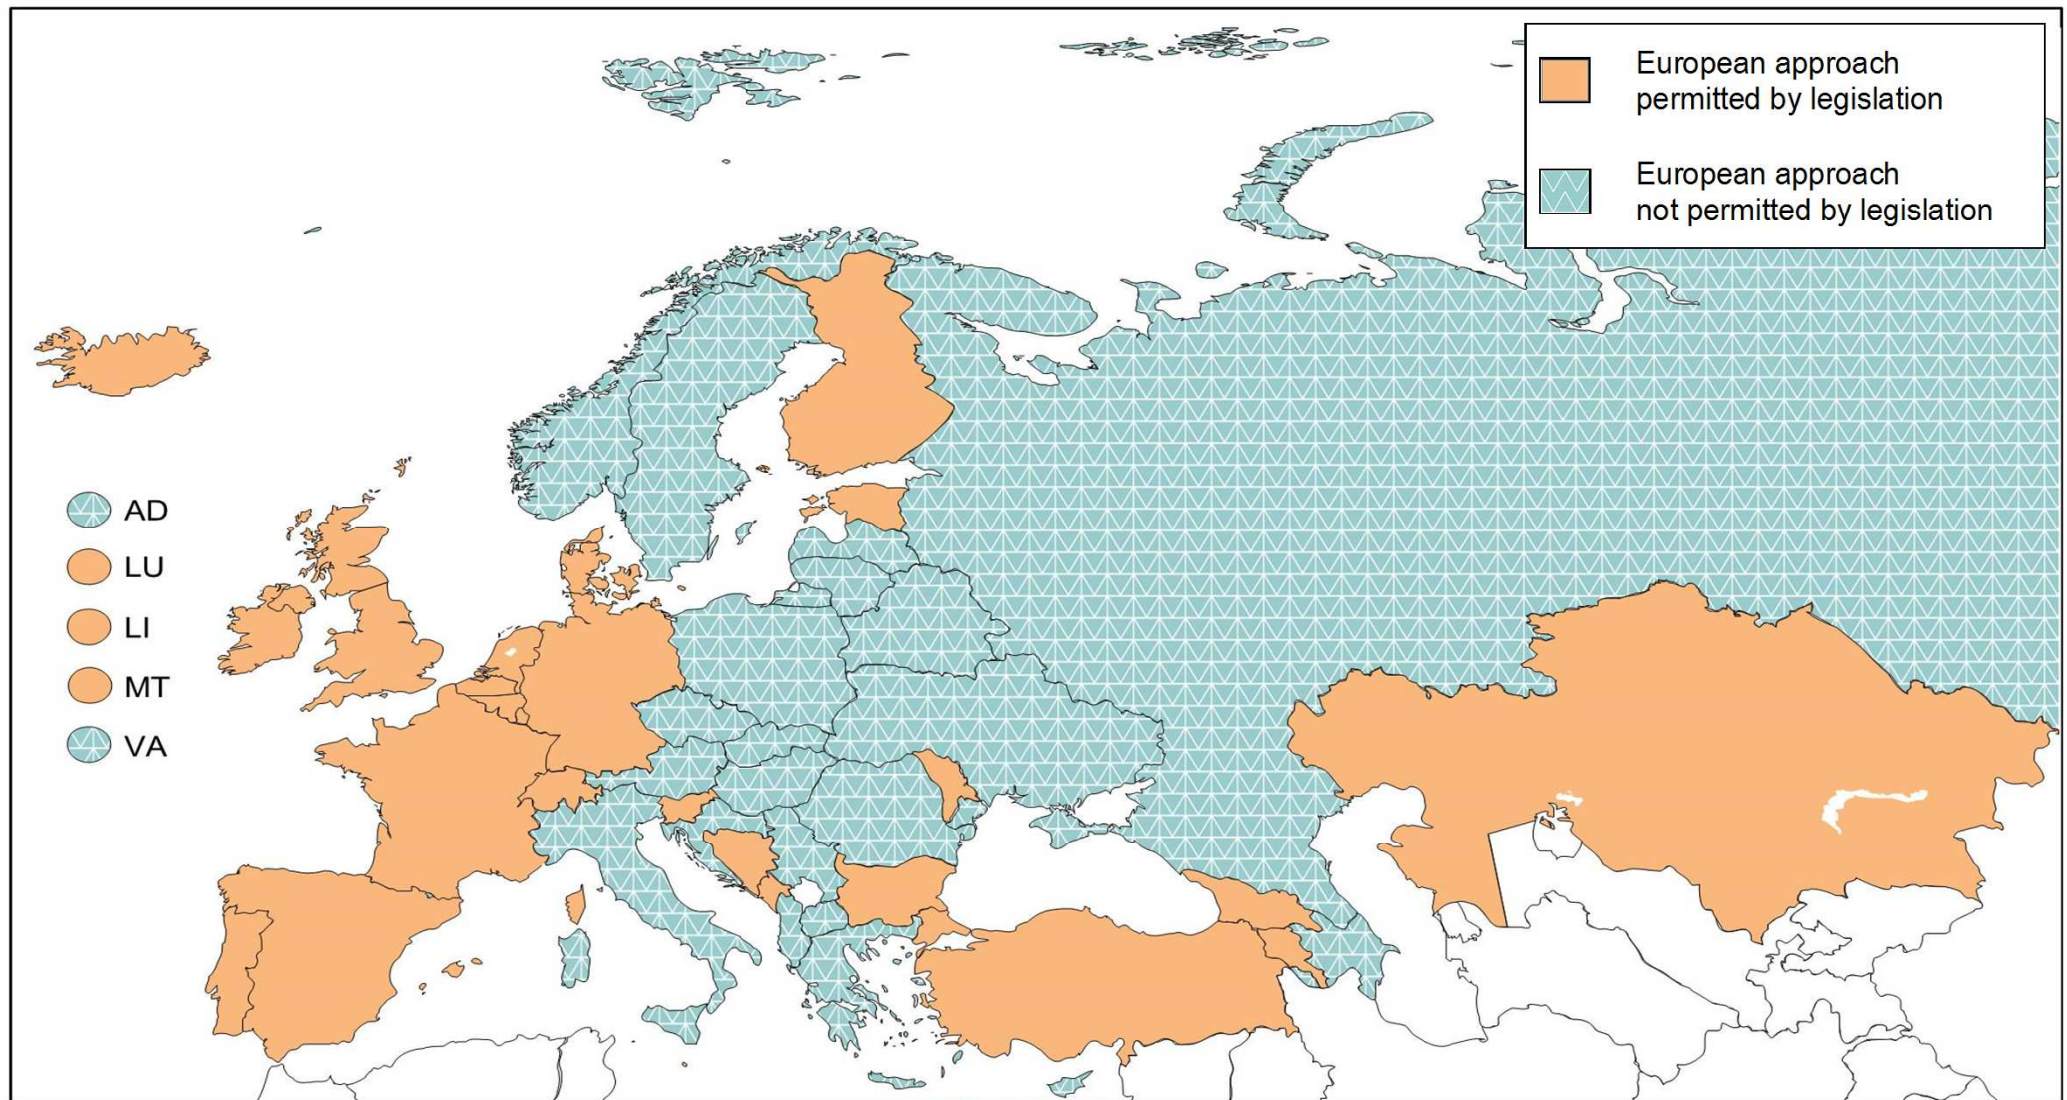 European approach
permitted by legislation
European approach
not permitted by legislation
AD
LU
LI
MT
VA